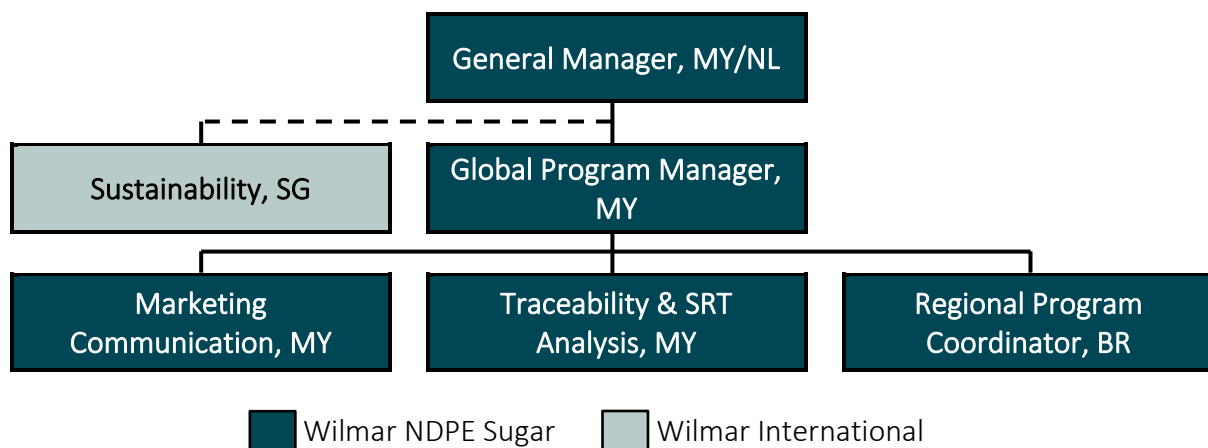 General Manager, MY/NL
Sustainability, SG
Global Program Manager,
MY
Marketing
Communication, MY
Traceability & SRT
Analysis, MY
Regional Program
Coordinator, BR
Wilmar NDPE Sugar
Wilmar International